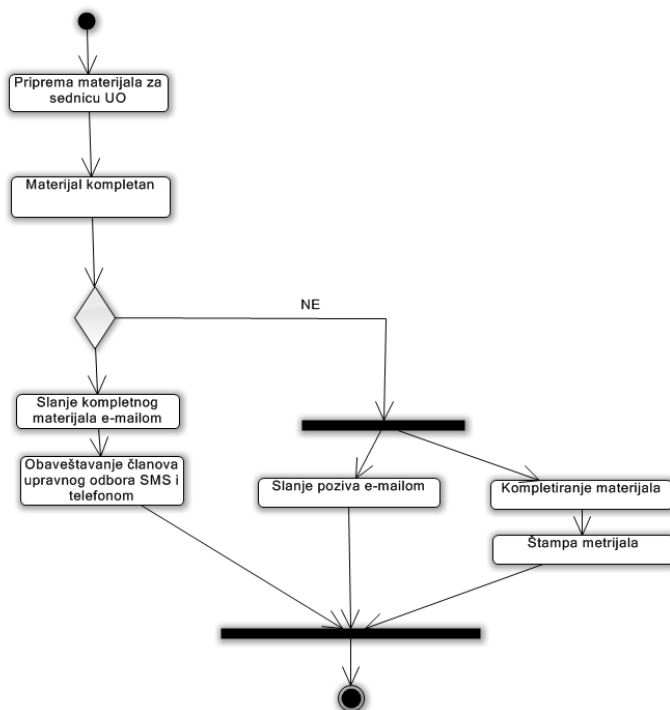 Priprema materijala za
sednicu UO
Materijal kompletan
NE
Slanje kompletnog
materijala e-mailom
Obaveštavanje članova
upravnog odbora SMS i
telefonom
Slanje poziva e-mailom
Kompletiranje materijala
Štampa metrijala